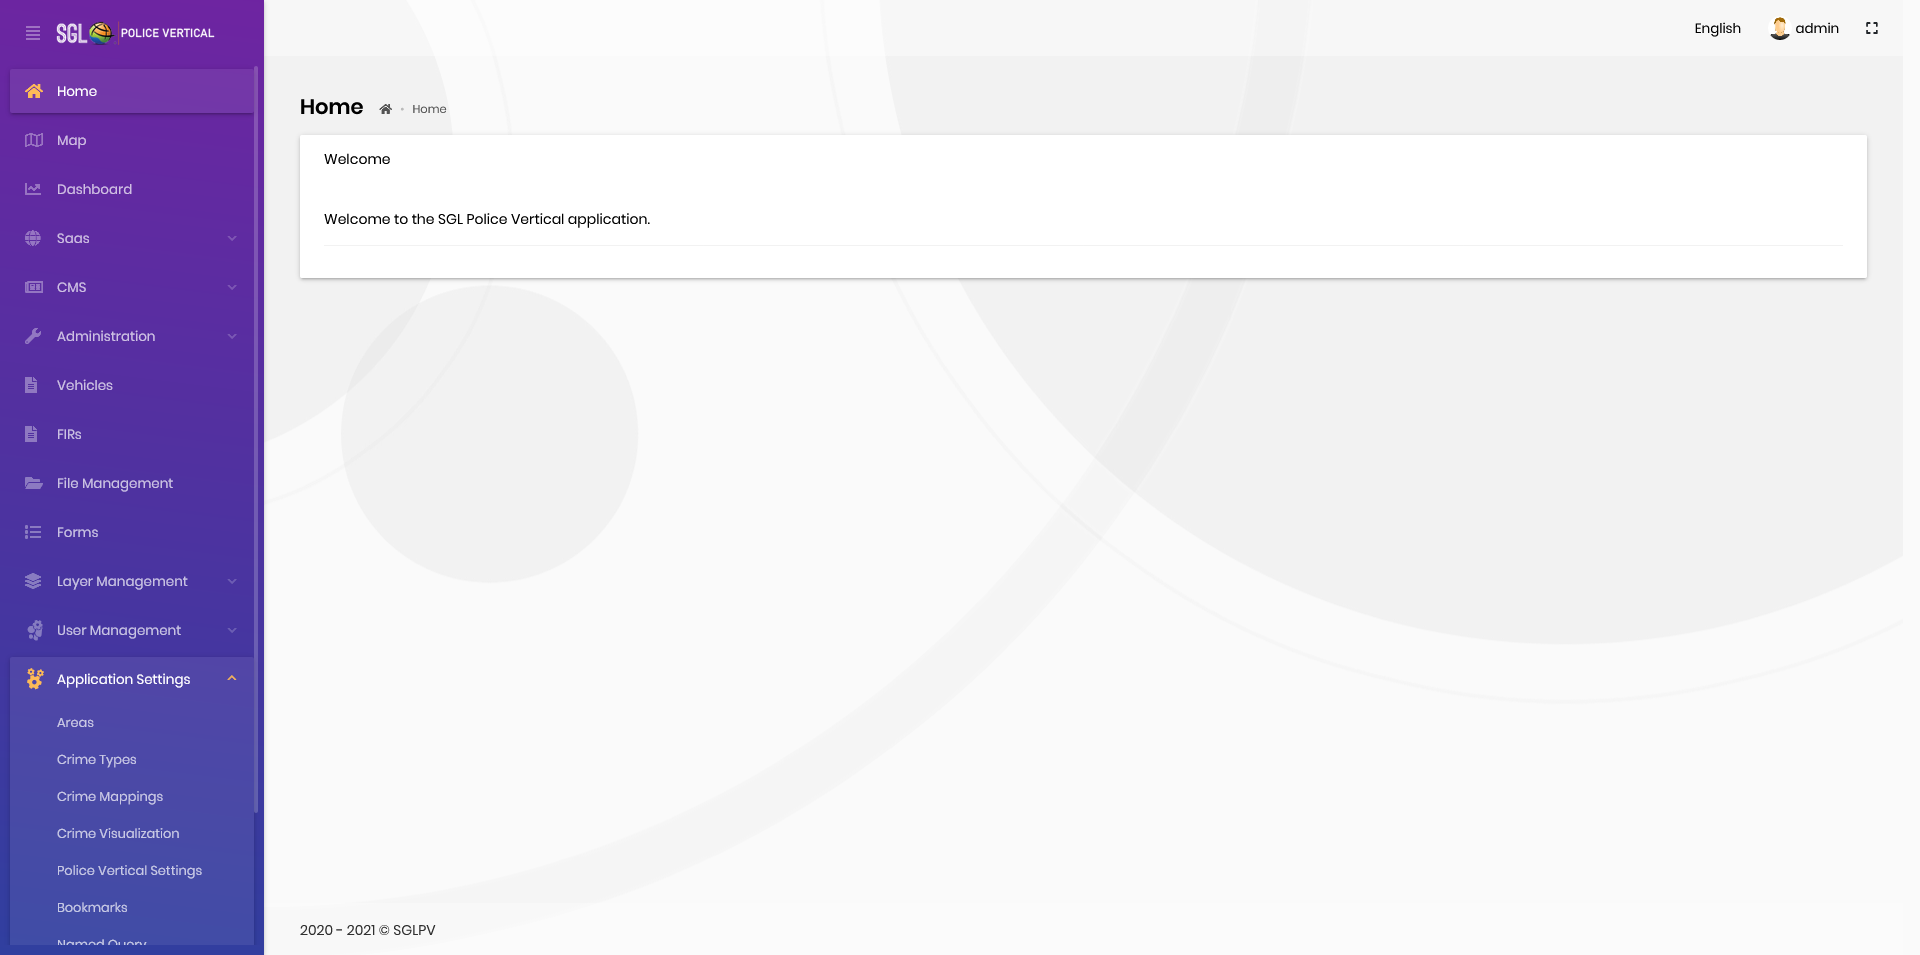 SGL POLICE VERTICAL
English
admin
Home
Map
Dashboard
Saas
CMS
Administration
Vehicles
FIRs
File Management
Forms
Layer Management
User Management
Application Settings
Areas
Crime Types
Crime Mappings
Crime Visualization
Police Vertical Settings
Bookmarks
Named Query
Home
Home
Welcome
Welcome to the SGL Police Vertical application.
2020 - 2021 © SGLPV